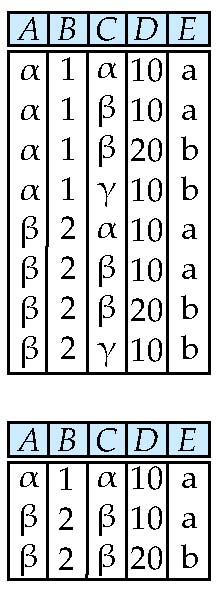 A B C D E
α 1 α 10 a
α 1 β 10 a
α 1 β 20 b
α 1 γ 10 b
β 2 α 10 a
β 2 β 10 a
β 2 β 20 b
β 2 γ 10 b
A B C D E
α 1 α 10 a
β 2 β 10 a
β 2 β 20 b